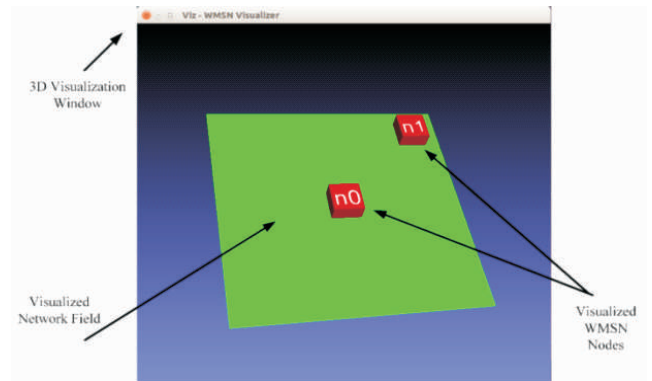 Viz - WMSN Visualizer
3D Visualization
Window
n1
n0
Visualized
Network Field
Visualized
WMSN
Nodes